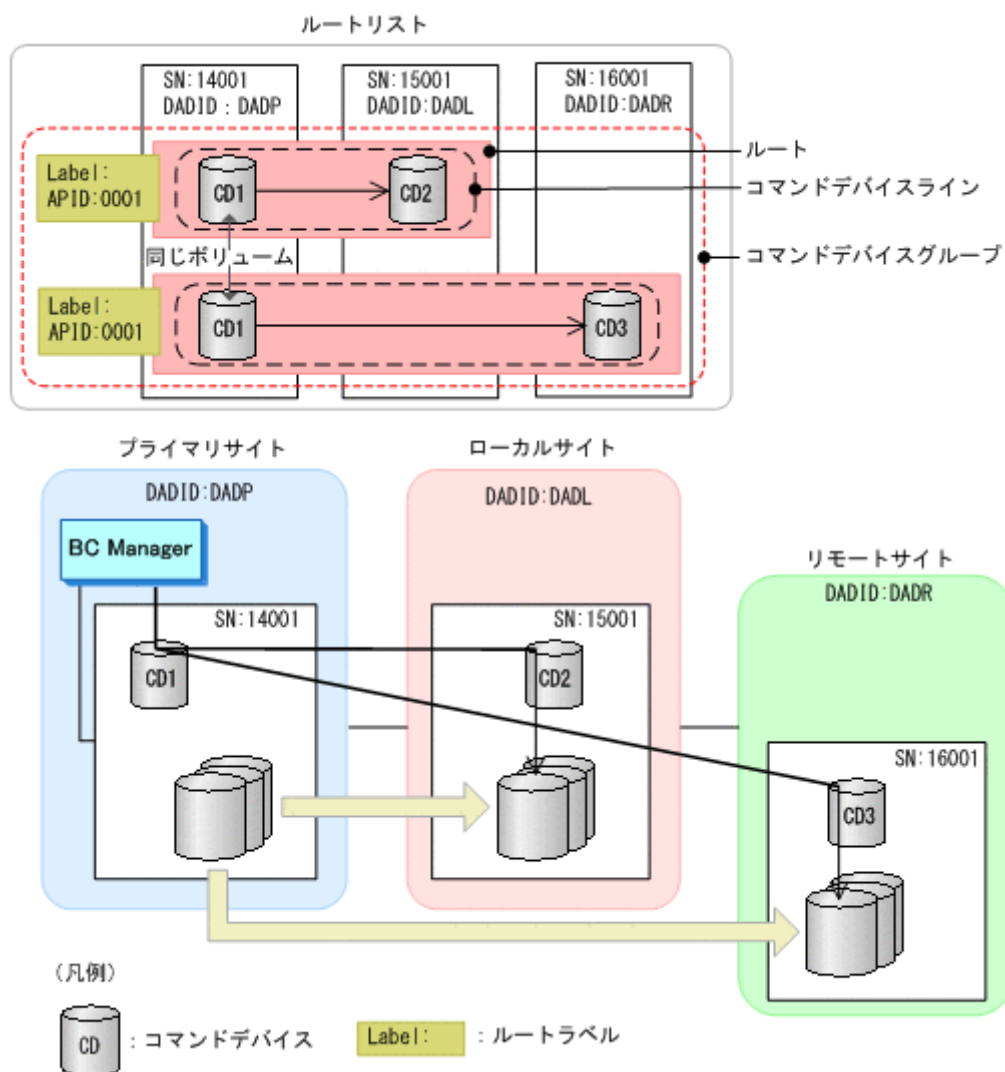 ルートリスト
SN:14001
DADID：DADP
SN:15001
DADID:DADL
SN:16001
DADID:DADR
Label:
APID:0001
CD1
CD2
ルート
コマンドデバイスライン
同じボリューム
コマンドデバイスグループ
Label:
APID:0001
CD1
CD3
プライマリサイト
DADID:DADP
BC Manager
SN:14001
CD1
ローカルサイト
DADID:DADL
SN:15001
CD2
リモートサイト
DADID:DADR
SN:16001
CD3
(凡例)
CD
：コマンドデバイス
Label:
：ルートラベル